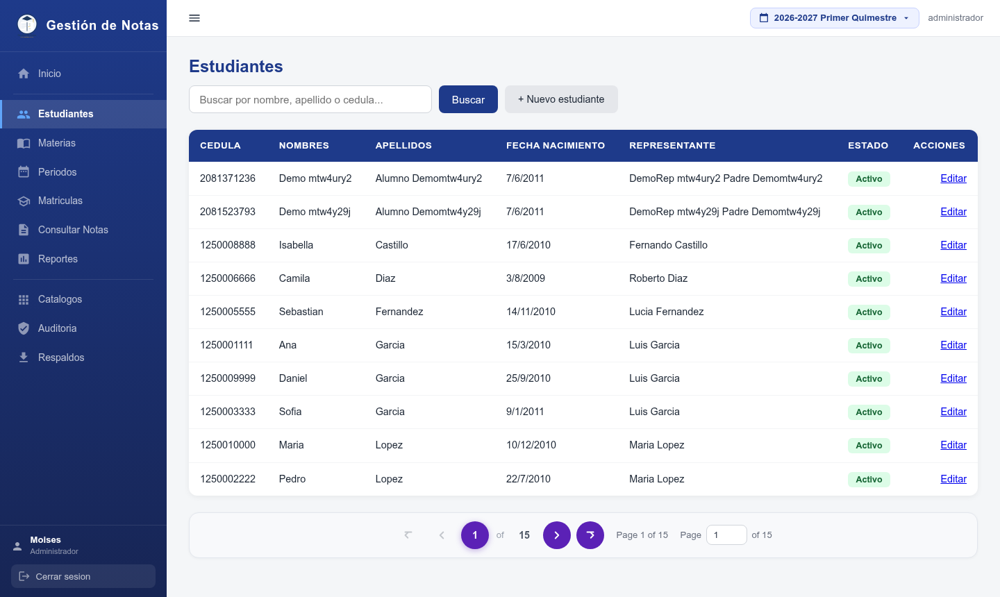 Gestión de Notas
2026-2027 Primer Quimestre administrador
Inicio
Estudiantes
Materias
Periodos
Matriculas
Consultar Notas
Reportes
Catalogos
Auditoria
Respaldos
Moises
Administrador
Cerrar sesion
Estudiantes
Buscar por nombre, apellido o cedula... Buscar + Nuevo estudiante
CEDULA NOMBRES APELLIDOS FECHA NACIMIENTO REPRESENTANTE ESTADO ACCIONES
2081371236 Demo mtw4ury2 Alumno Demomtw4ury2 7/6/2011 DemoRep mtw4ury2 Padre Demomtw4ury2 Activo Editar
2081523793 Demo mtw4y29j Alumno Demomtw4y29j 7/6/2011 DemoRep mtw4y29j Padre Demomtw4y29j Activo Editar
1250008888 Isabella Castillo 17/6/2010 Fernando Castillo Activo Editar
1250006666 Camila Diaz 3/8/2009 Roberto Diaz Activo Editar
1250005555 Sebastian Fernandez 14/11/2010 Lucia Fernandez Activo Editar
1250001111 Ana Garcia 15/3/2010 Luis Garcia Activo Editar
1250009999 Daniel Garcia 25/9/2010 Luis Garcia Activo Editar
1250003333 Sofia Garcia 9/1/2011 Luis Garcia Activo Editar
1250010000 Maria Lopez 10/12/2010 Maria Lopez Activo Editar
1250002222 Pedro Lopez 22/7/2010 Maria Lopez Activo Editar
1 of 15 Page 1 of 15 Page 1 of 15